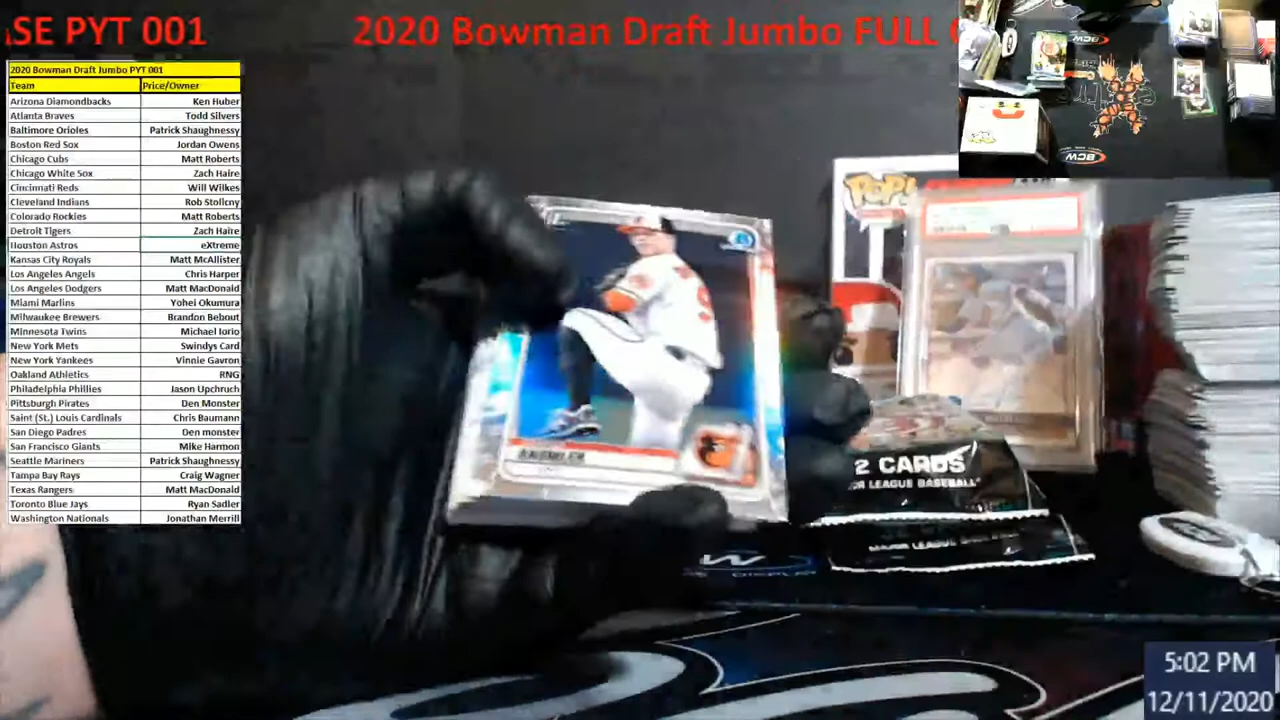 ASE PYT 001 2020 Bowman Draft Jumbo FULL
2020 Bowman Draft Jumbo PYT 001
Team Price/Owner
Arizona Diamondbacks Ken Huber
Atlanta Braves Todd Silvers
Baltimore Orioles Patrick Shaughnessy
Boston Red Sox Jordan Owens
Chicago Cubs Matt Roberts
Chicago White Sox Zach Haire
Cincinnati Reds Will Wilkes
Cleveland Indians Rob Stolicny
Colorado Rockies Matt Roberts
Detroit Tigers Zach Haire
Houston Astros eXtreme
Kansas City Royals Matt McAllister
Los Angeles Angels Chris Harper
Los Angeles Dodgers Matt MacDonald
Miami Marlins Yohei Okumura
Milwaukee Brewers Brandon Bebout
Minnesota Twins Michael Iorio
New York Mets Swindys Card
New York Yankees Vinnie Gavron
Oakland Athletics RNG
Philadelphia Phillies Jason Upchruch
Pittsburgh Pirates Den Monster
Saint (St.) Louis Cardinals Chris Baumann
San Diego Padres Den monster
San Francisco Giants Mike Harmon
Seattle Mariners Patrick Shaughnessy
Tampa Bay Rays Craig Wagner
Texas Rangers Matt MacDonald
Toronto Blue Jays Ryan Sadler
Washington Nationals Jonathan Merrill
BCW
BCW
POP!
BAUMLER
2 CARDS
MAJOR LEAGUE BASEBALL
5:02 PM
12/11/2020